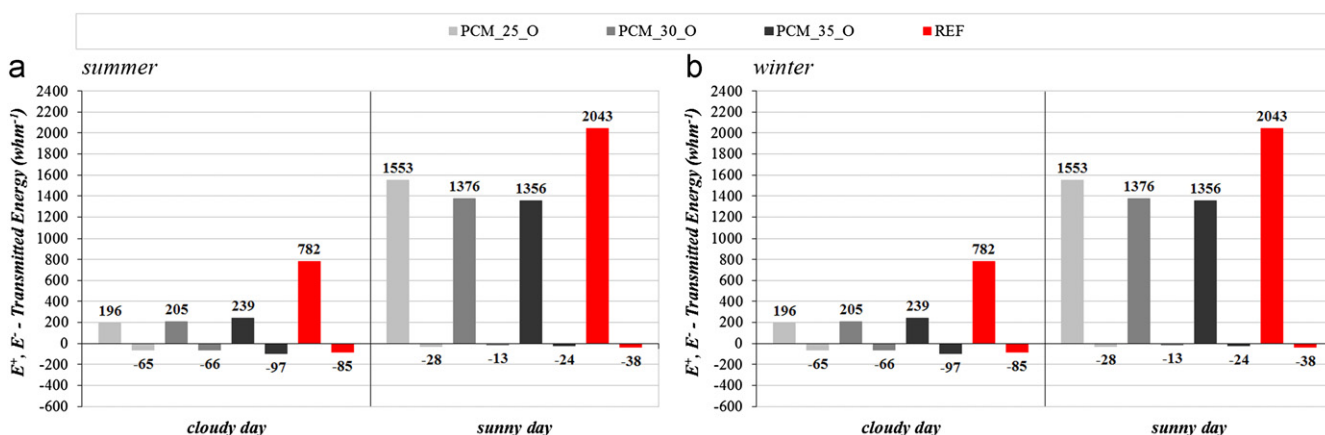 PCM_25_O PCM_30_O PCM_35_O REF
a summer
E⁺, E⁻ - Transmitted Energy (whm⁻¹)
2400
2200
2000
1800
1600
1400
1200
1000
800
600
400
200
0
-200
-400
-600
196 -65 205 -66 239 -97 782 -85
1553 -28 1376 -13 1356 -24 2043 -38
cloudy day sunny day
b winter
E⁺, E⁻ - Transmitted Energy (whm⁻¹)
2400
2200
2000
1800
1600
1400
1200
1000
800
600
400
200
0
-200
-400
-600
196 -65 205 -66 239 -97 782 -85
1553 -28 1376 -13 1356 -24 2043 -38
cloudy day sunny day